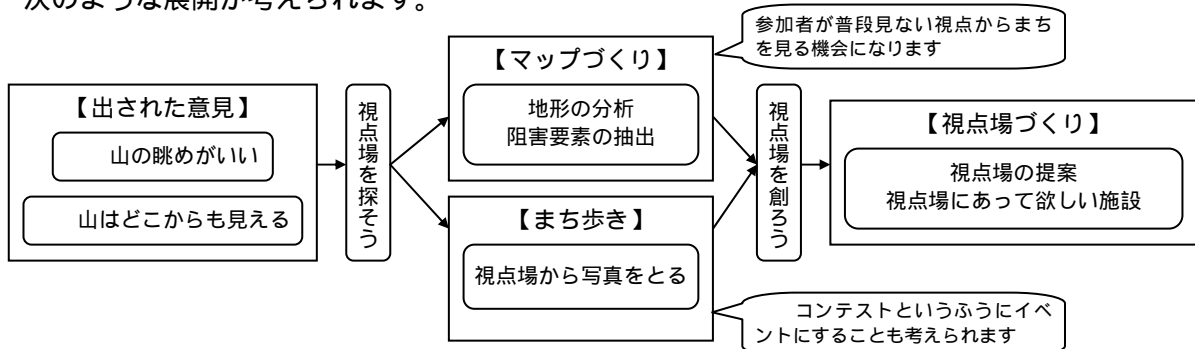 次のような展開が考えられます。
【出された意見】
山の眺めがいい
山はどこからも見える
視点場を探そう
【マップづくり】
地形の分析
阻害要素の抽出
参加者が普段見ない視点からまち
を見る機会になります
【まち歩き】
視点場から写真をとる
コンテストというふうにイベ
ントにすることも考えられます
視点場を創ろう
【視点場づくり】
視点場の提案
視点場にあって欲しい施設